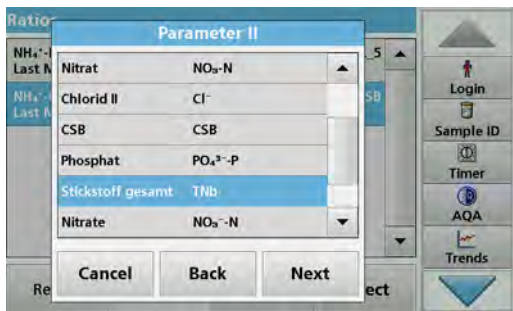 Ratio
Parameter II
NH₄⁺-
Last M
_5
NH₄⁺-
Last M
SB
Nitrat NO₃-N
Chlorid II Cl⁻
CSB CSB
Phosphat PO₄³⁻-P
Stickstoff gesamt TNb
Nitrate NO₃⁻-N
Cancel Back Next
Re
ect
Login
Sample ID
Timer
AQA
Trends